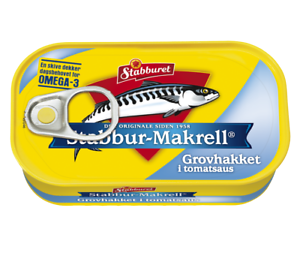 En skive dekker
dagsbehovet for
OMEGA-3
Stabburet
DEN ORIGINALE SIDEN 1958
Stabbur-Makrell®
Grovhakket
i tomatsaus
Stabbur-Makrell®
Grovhakket i tomatsaus